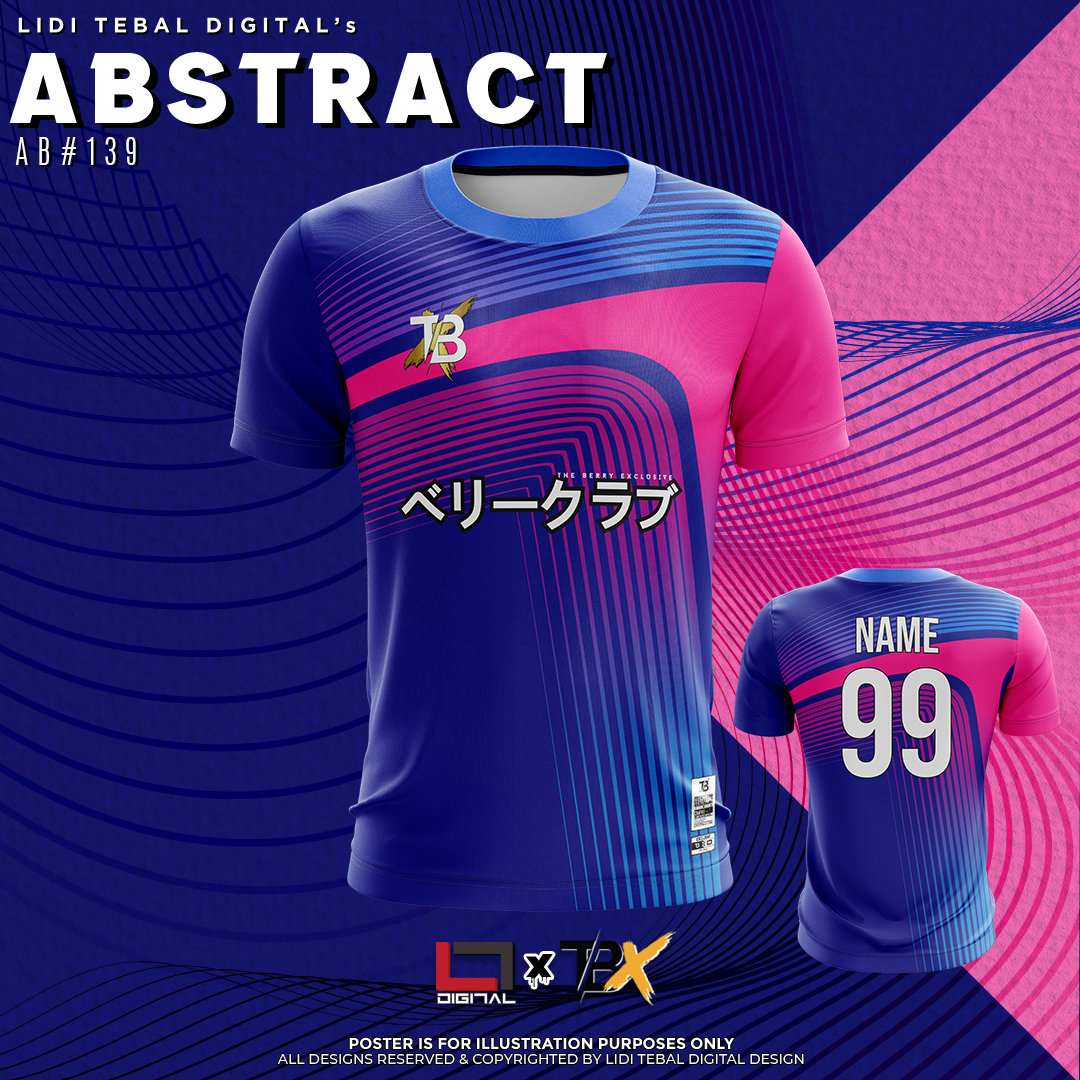 LIDI TEBAL DIGITAL's
ABSTRACT
AB#139
TB
THE BERRY EXCLUSIVE
ベリークラブ
TB
NAME
99
DIGITAL
X
TBX
POSTER IS FOR ILLUSTRATION PURPOSES ONLY
ALL DESIGNS RESERVED & COPYRIGHTED BY LIDI TEBAL DIGITAL DESIGN